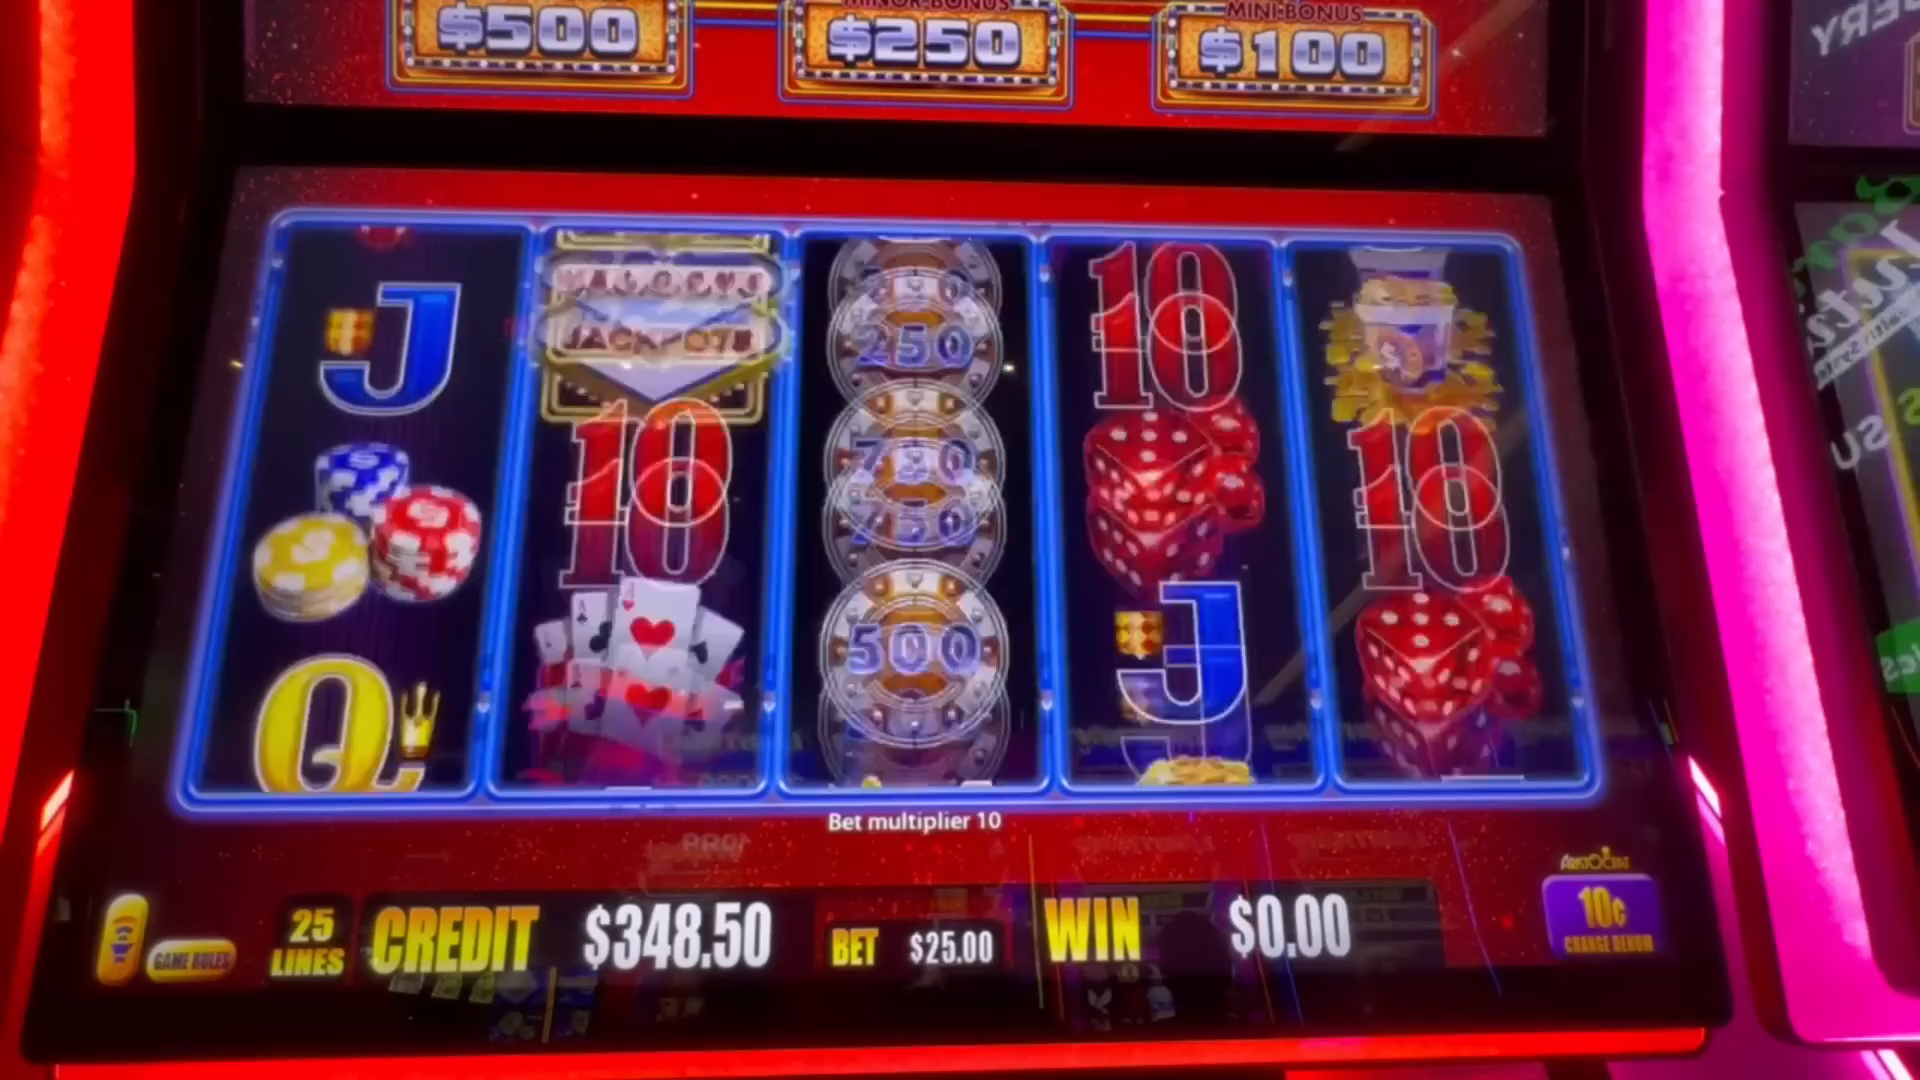 $500
MINOR BONUS
$250
MINI BONUS
$100
J
JACKPOTS
10
Q
250
750
500
10
J
10
Bet multiplier 10
GAME RULES
25
LINES
CREDIT $348.50
BET $25.00
WIN $0.00
ARISTOCRAT
10¢
CHANGE DENOM